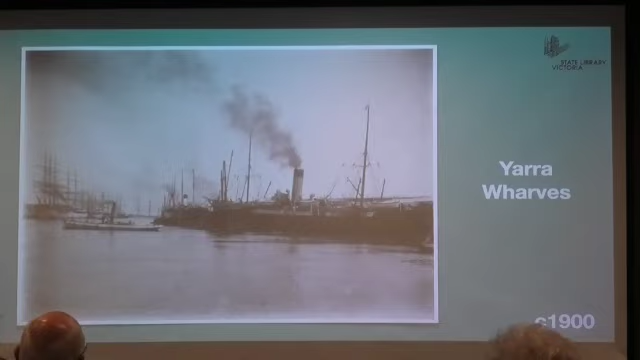 STATE LIBRARY
VICTORIA
Yarra
Wharves
c1900